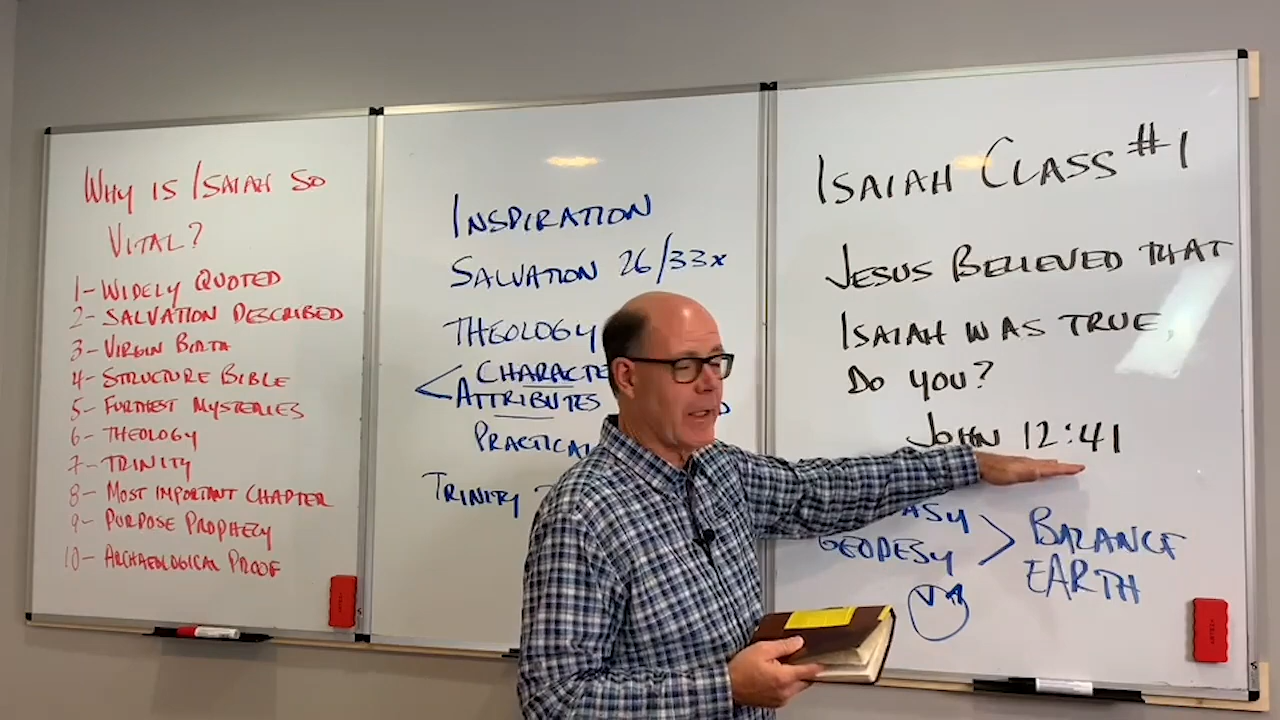 WHY IS ISAIAH SO
VITAL?
1- WIDELY QUOTED
2- SALVATION DESCRIBED
3- VIRGIN BIRTH
4- STRUCTURE BIBLE
5- FURTHEST MYSTERIES
6- THEOLOGY
7- TRINITY
8- MOST IMPORTANT CHAPTER
9- PURPOSE PROPHECY
10- ARCHAEOLOGICAL PROOF
INSPIRATION
SALVATION 26/33x
THEOLOGY
CHARACTE
ATTRIBUTES
PRACTICAL
TRINITY
ISAIAH CLASS #1
JESUS BELIEVED THAT
ISAIAH WAS TRUE,
DO YOU?
JOHN 12:41
ASY
GEODESY
BALANCE
EARTH